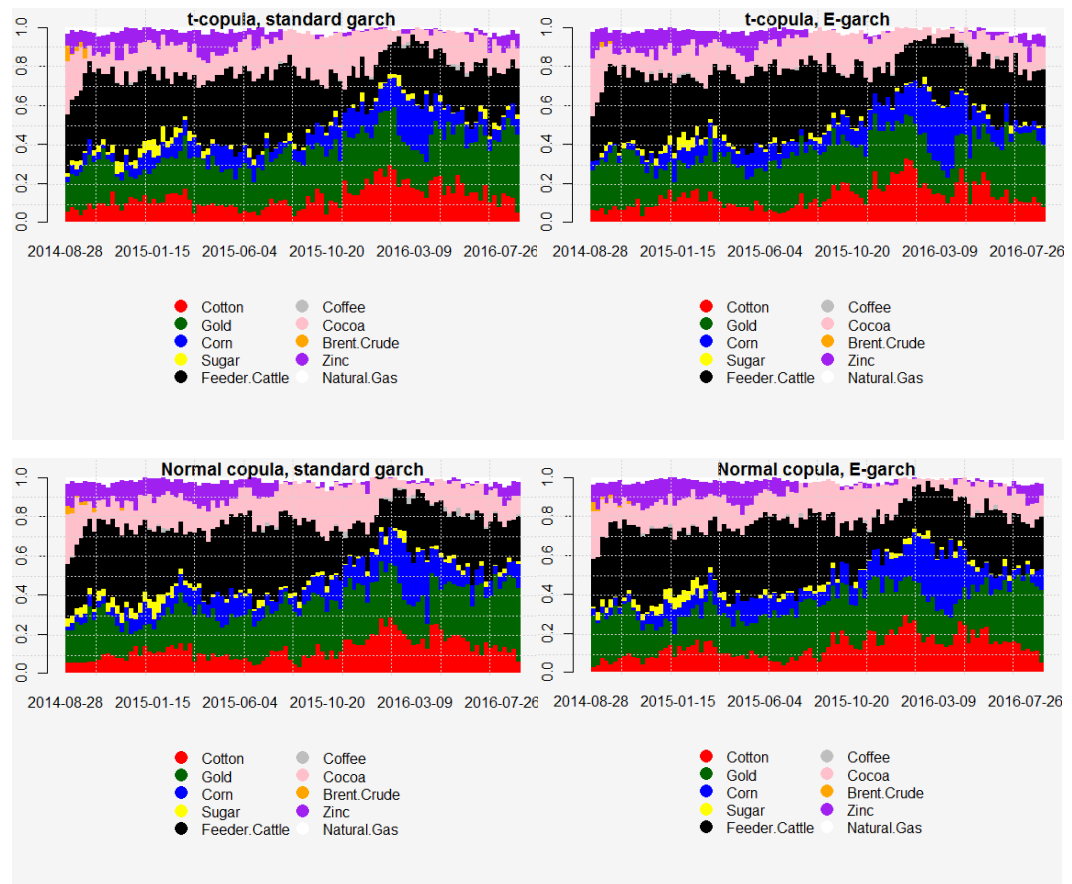 t-copula, standard garch
0.0 0.2 0.4 0.6 0.8 1.0
2014-08-28 2015-01-15 2015-06-04 2015-10-20 2016-03-09 2016-07-26
Cotton Coffee
Gold Cocoa
Corn Brent.Crude
Sugar Zinc
Feeder.Cattle Natural.Gas
t-copula, E-garch
0.0 0.2 0.4 0.6 0.8 1.0
2014-08-28 2015-01-15 2015-06-04 2015-10-20 2016-03-09 2016-07-26
Cotton Coffee
Gold Cocoa
Corn Brent.Crude
Sugar Zinc
Feeder.Cattle Natural.Gas
Normal copula, standard garch
0.0 0.2 0.4 0.6 0.8 1.0
2014-08-28 2015-01-15 2015-06-04 2015-10-20 2016-03-09 2016-07-26
Cotton Coffee
Gold Cocoa
Corn Brent.Crude
Sugar Zinc
Feeder.Cattle Natural.Gas
Normal copula, E-garch
0.0 0.2 0.4 0.6 0.8 1.0
2014-08-28 2015-01-15 2015-06-04 2015-10-20 2016-03-09 2016-07-26
Cotton Coffee
Gold Cocoa
Corn Brent.Crude
Sugar Zinc
Feeder.Cattle Natural.Gas